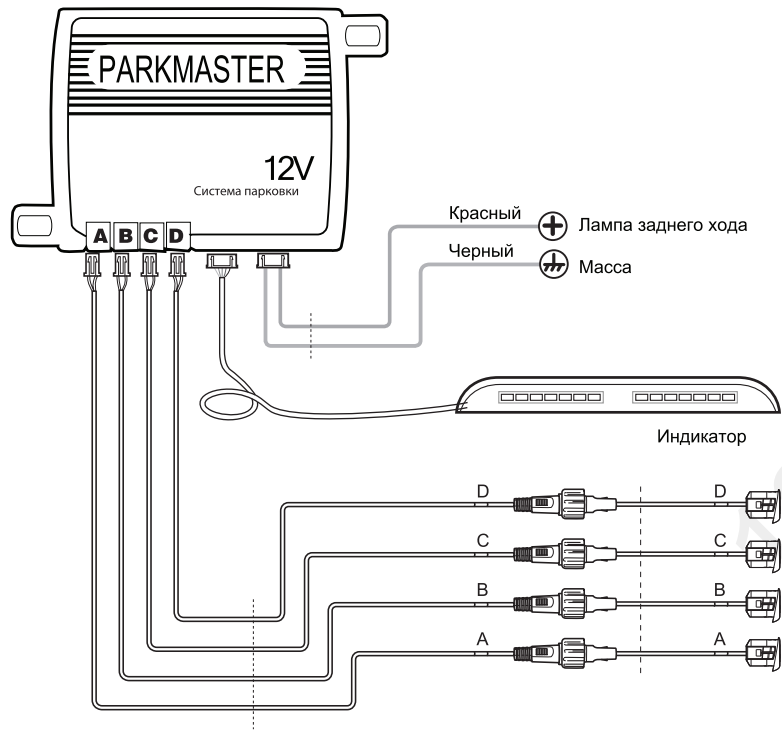 PARKMASTER
12V
Система парковки
A B C D
Красный
Лампа заднего хода
Черный
Масса
Индикатор
D D
C C
B B
A A